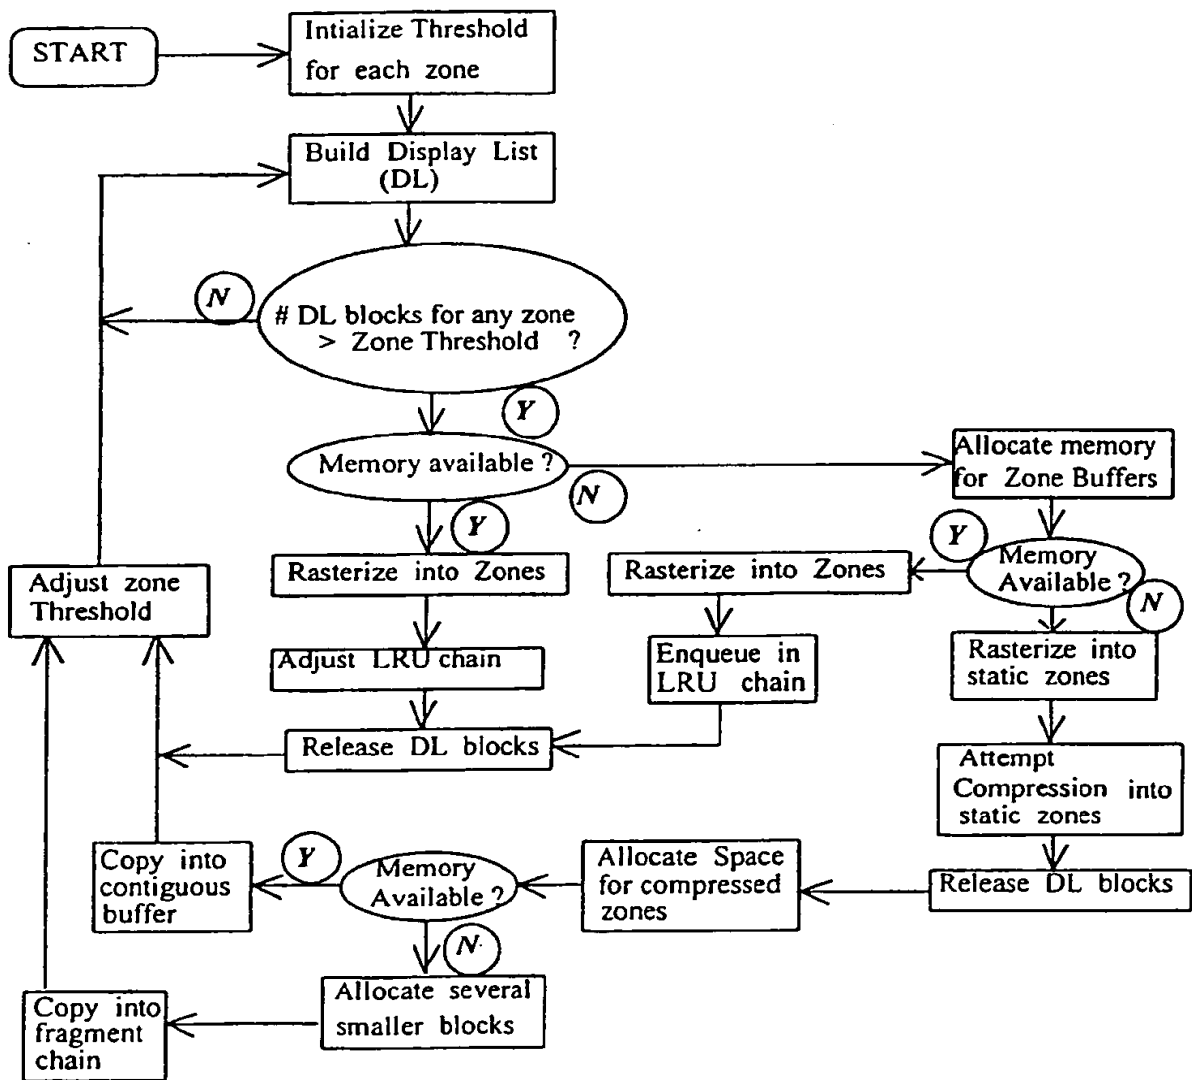 START
Intialize Threshold
for each zone
Build Display List
(DL)
N
# DL blocks for any zone
> Zone Threshold ?
Y
Memory available ?
N
Allocate memory
for Zone Buffers
Y
Rasterize into Zones
Rasterize into Zones
Y
Memory
Available ?
N
Adjust zone
Threshold
Adjust LRU chain
Enqueue in
LRU chain
Rasterize into
static zones
Release DL blocks
Attempt
Compression into
static zones
Copy into
contiguous
buffer
Y
Memory
Available ?
Allocate Space
for compressed
zones
Release DL blocks
N
Copy into
fragment
chain
Allocate several
smaller blocks